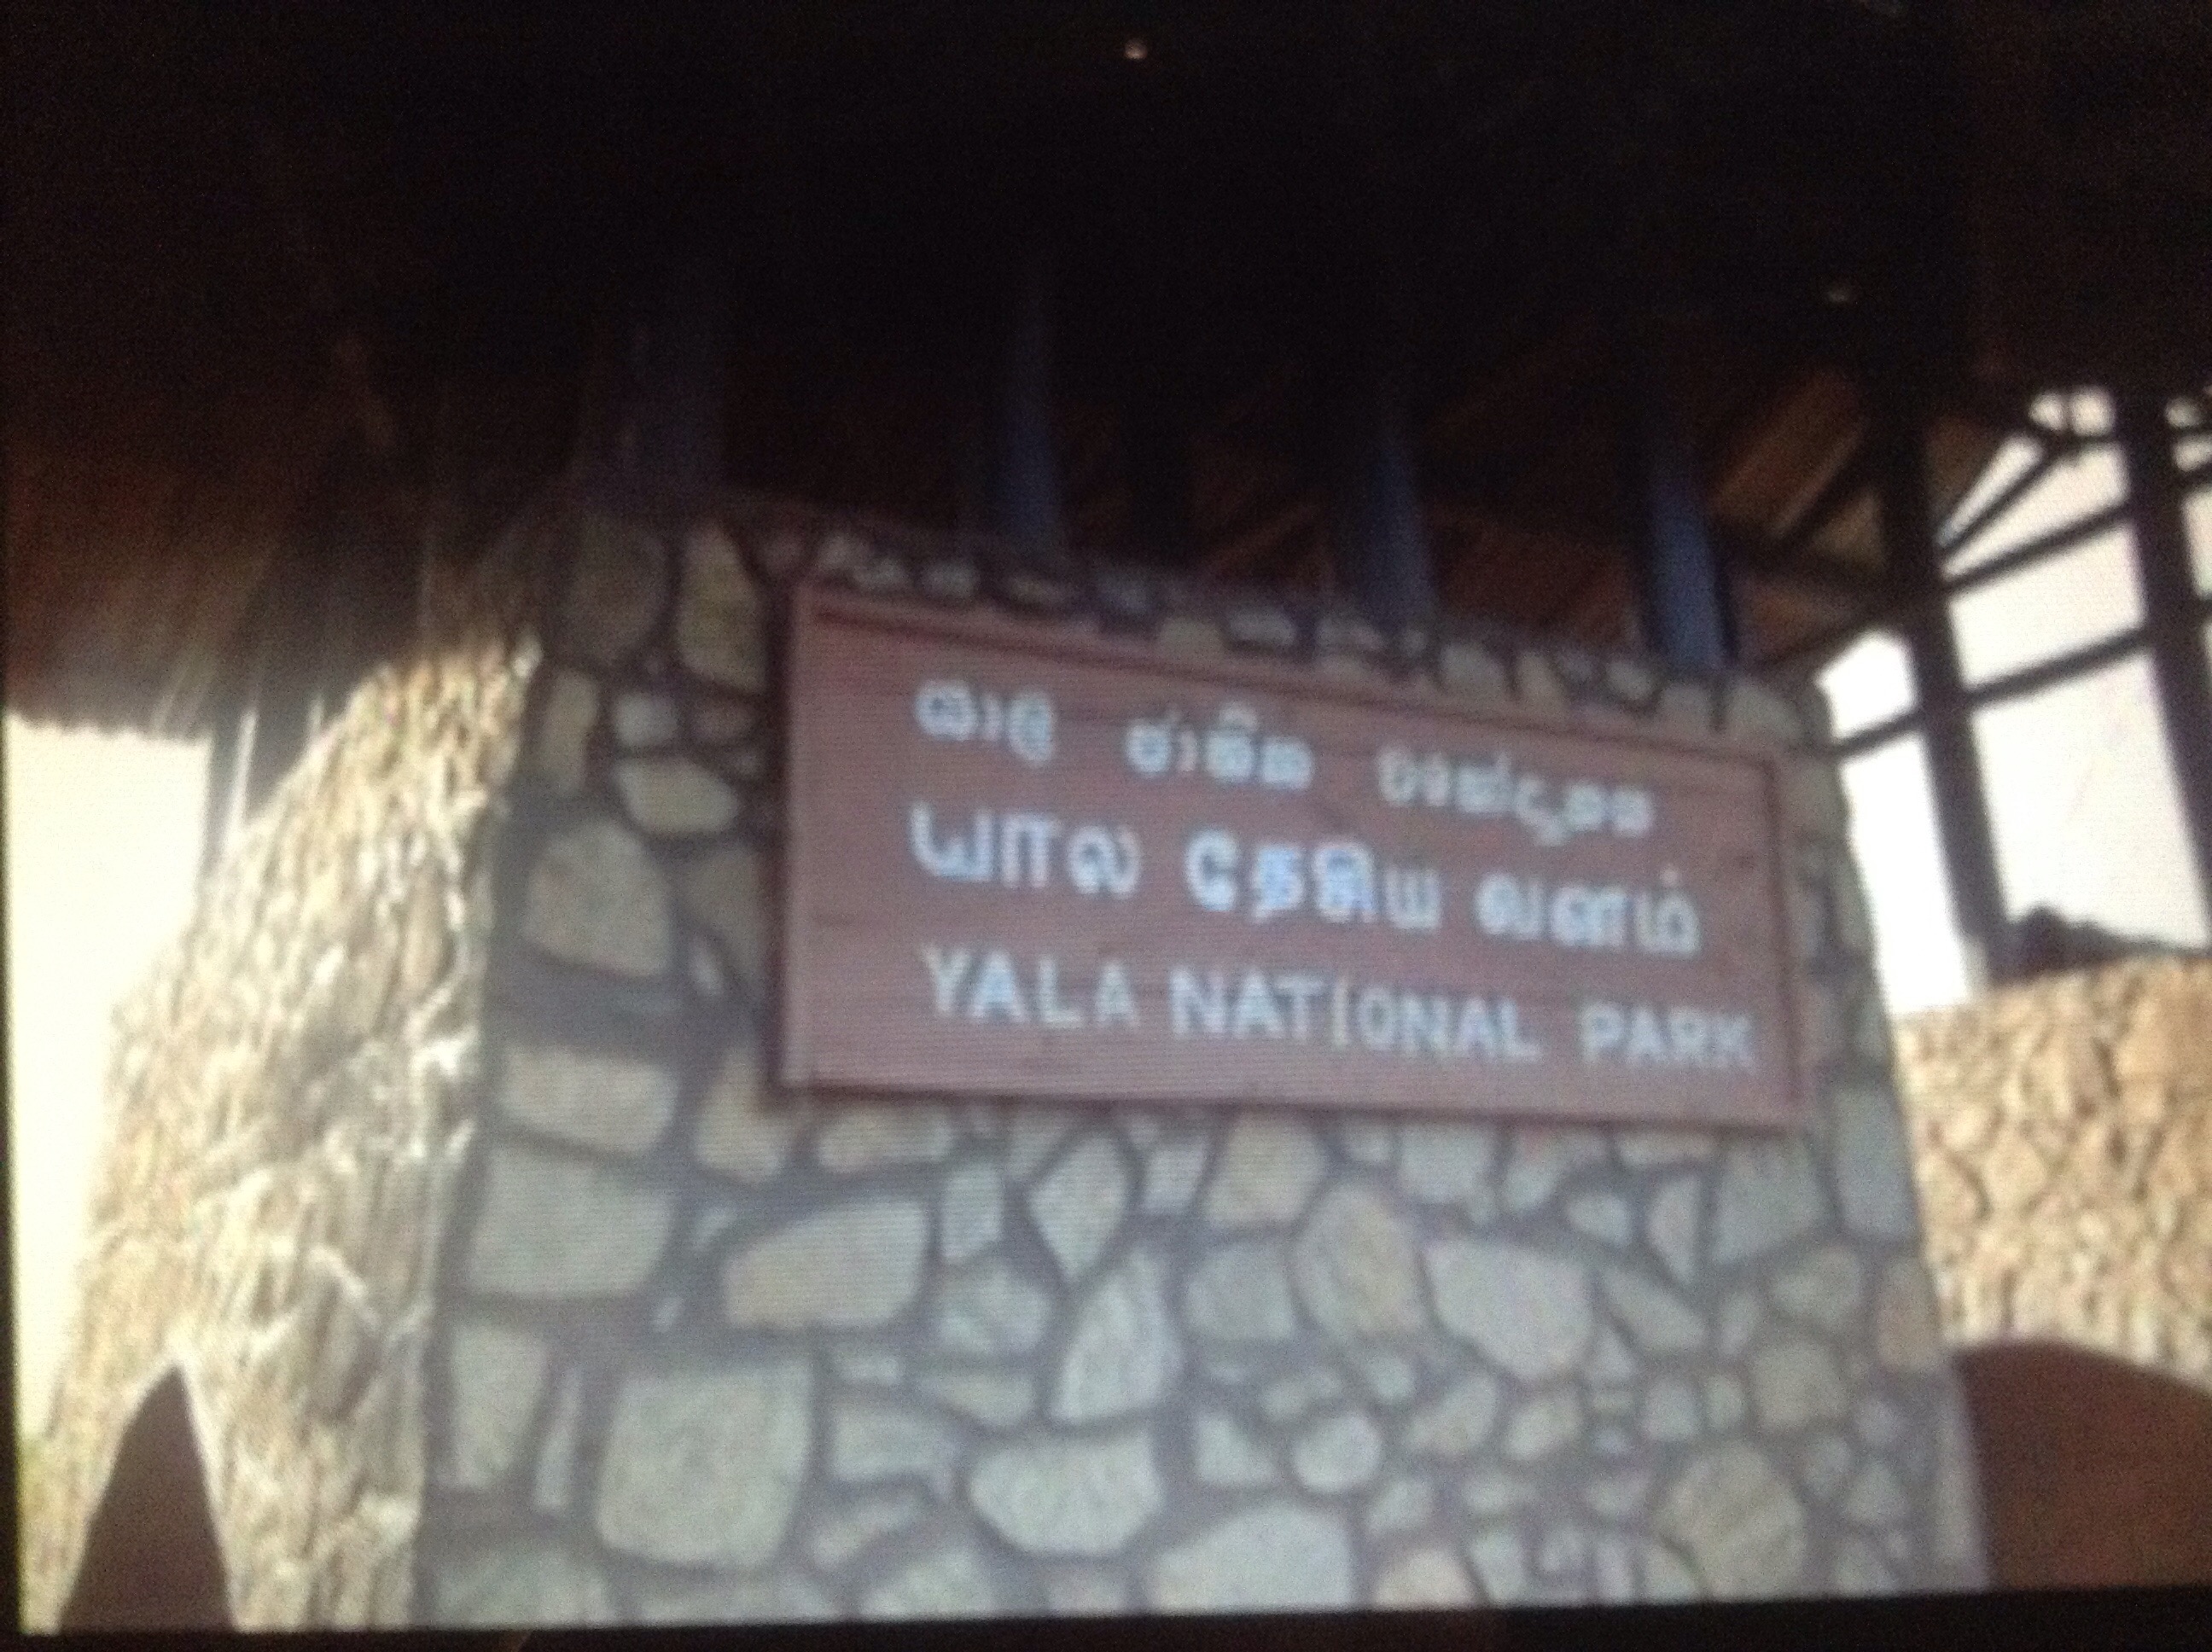 යාල ජාතික වනෝද්‍යානය
யால தேசிய வனம்
YALA NATIONAL PARK